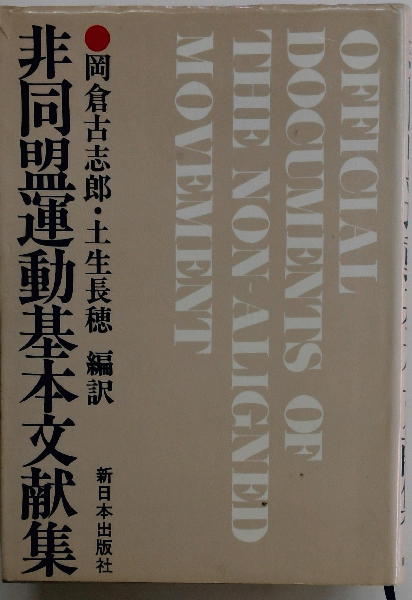 OFFICIAL
DOCUMENTS OF
THE NON-ALIGNED
MOVEMENT
●岡倉古志郎・土生長穂 編訳
非同盟運動基本文献集
新日本出版社